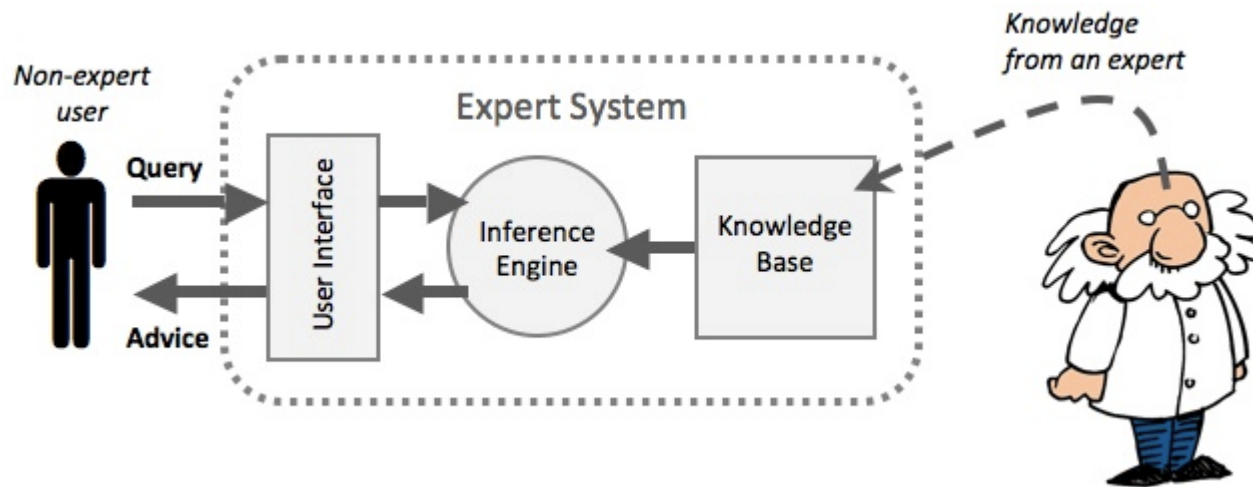 Knowledge
from an expert
Non-expert
user
Expert System
Query
User Interface
Inference
Engine
Knowledge
Base
Advice